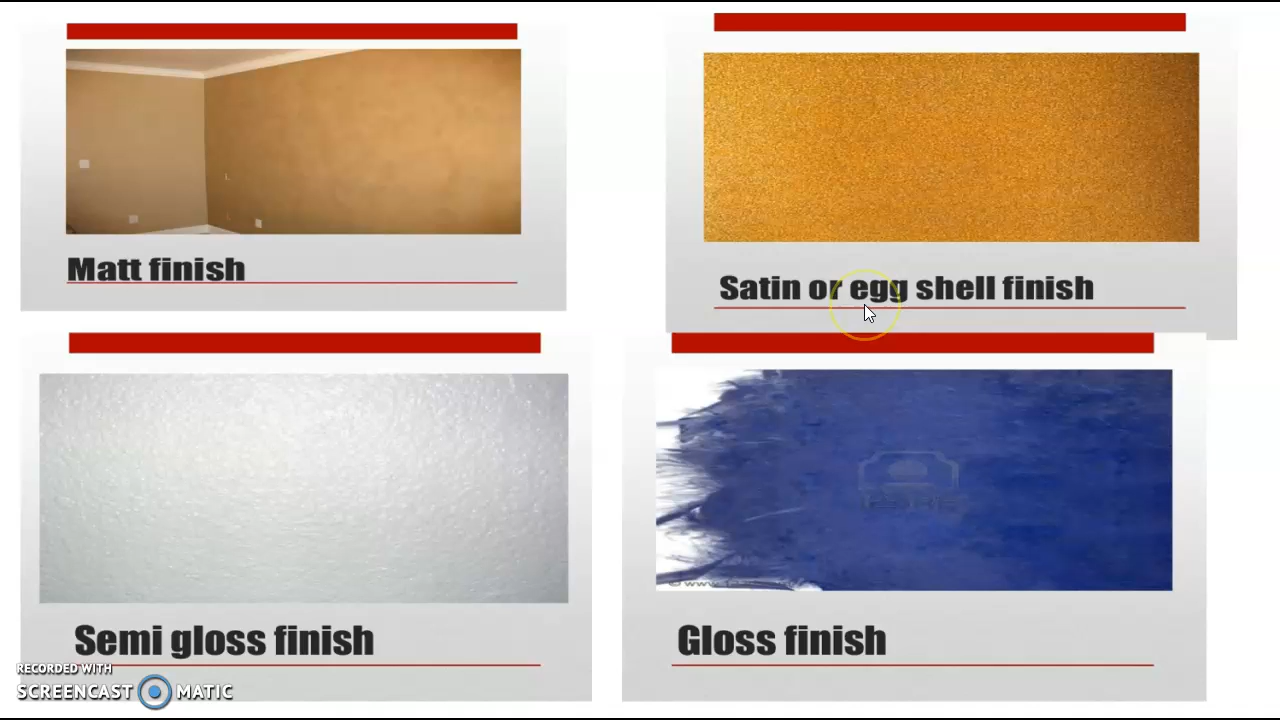 Matt finish
Satin or egg shell finish
Semi gloss finish
Gloss finish
RECORDED WITH
SCREENCAST MATIC